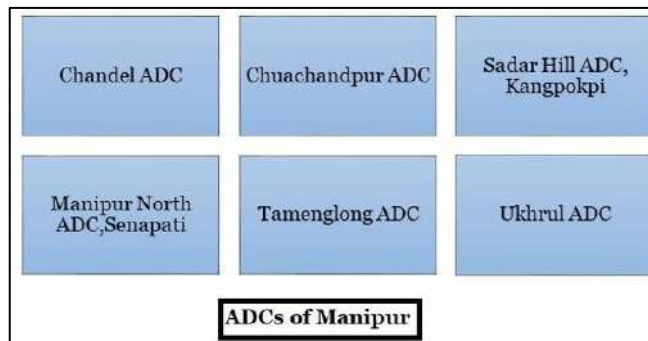 Chandel ADC
Chuachandpur ADC
Sadar Hill ADC,
Kangpokpi
Manipur North
ADC,Senapati
Tamenglong ADC
Ukhrul ADC
ADCs of Manipur